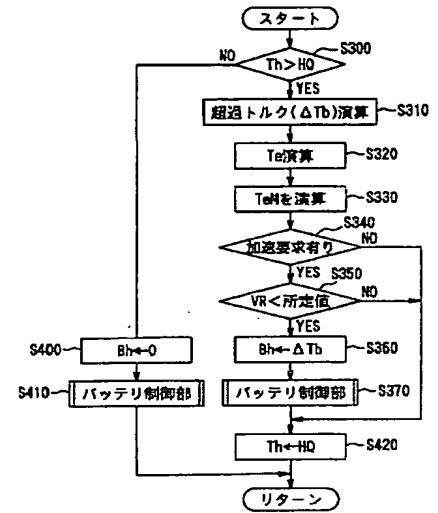 スタート
S300
NO
Th>HQ
YES
超過トルク(ΔTb)演算
S310
Te演算
S320
TeMを演算
S330
S340
加速要求有り
NO
YES
S350
VR<所定値
NO
YES
S400
Bh←0
Bh←ΔTb
S360
S410
バッテリ制御部
バッテリ制御部
S370
Th←HQ
S420
リターン